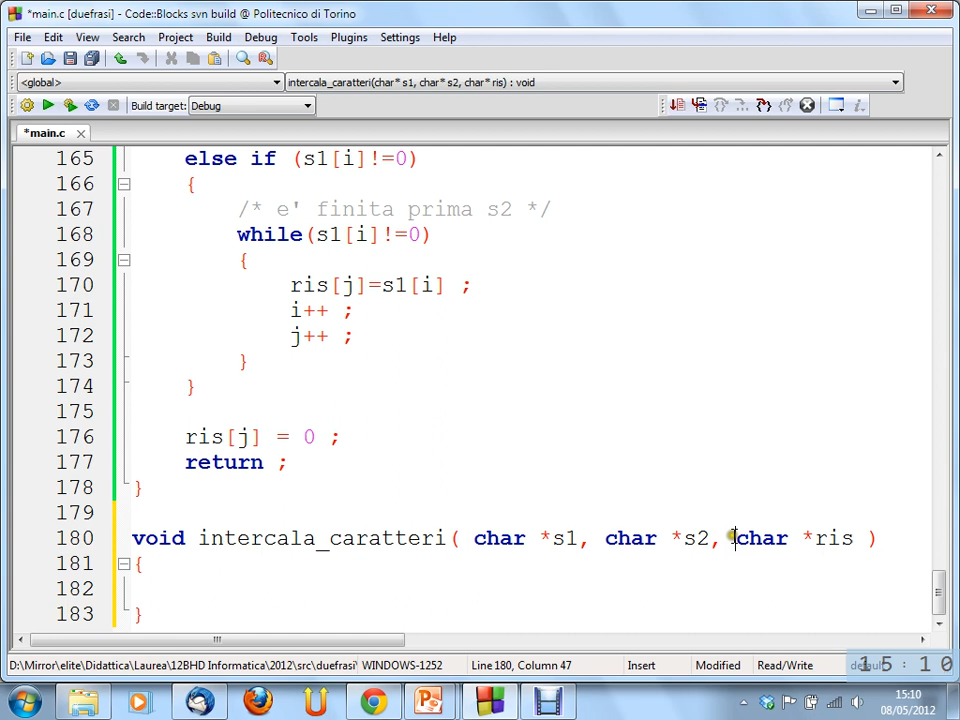 *main.c [duefrasi] - Code::Blocks svn build @ Politecnico di Torino
File Edit View Search Project Build Debug Tools Plugins Settings Help
<global> intercala_caratteri(char* s1, char* s2, char* ris) : void
Build target: Debug
*main.c
165 else if (s1[i]!=0)
166 {
167 /* e' finita prima s2 */
168 while(s1[i]!=0)
169 {
170 ris[j]=s1[i] ;
171 i++ ;
172 j++ ;
173 }
174 }
175
176 ris[j] = 0 ;
177 return ;
178 }
179
180 void intercala_caratteri( char *s1, char *s2, char *ris )
181 {
182
183 }
D:\Mirror\elite\Didattica\Laurea\12BHD Informatica\2012\src\duefrasi\ WINDOWS-1252 Line 180, Column 47 Insert Modified Read/Write default
15:10
15:10
08/05/2012